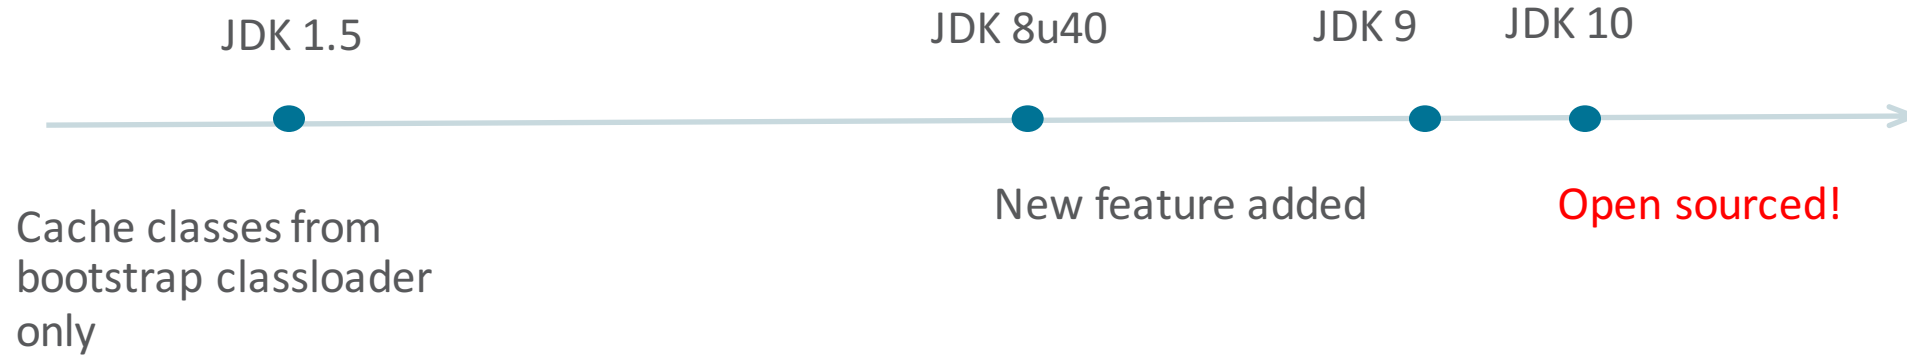 JDK 1.5
JDK 8u40
JDK 9
JDK 10
Cache classes from
bootstrap classloader
only
New feature added
Open sourced!